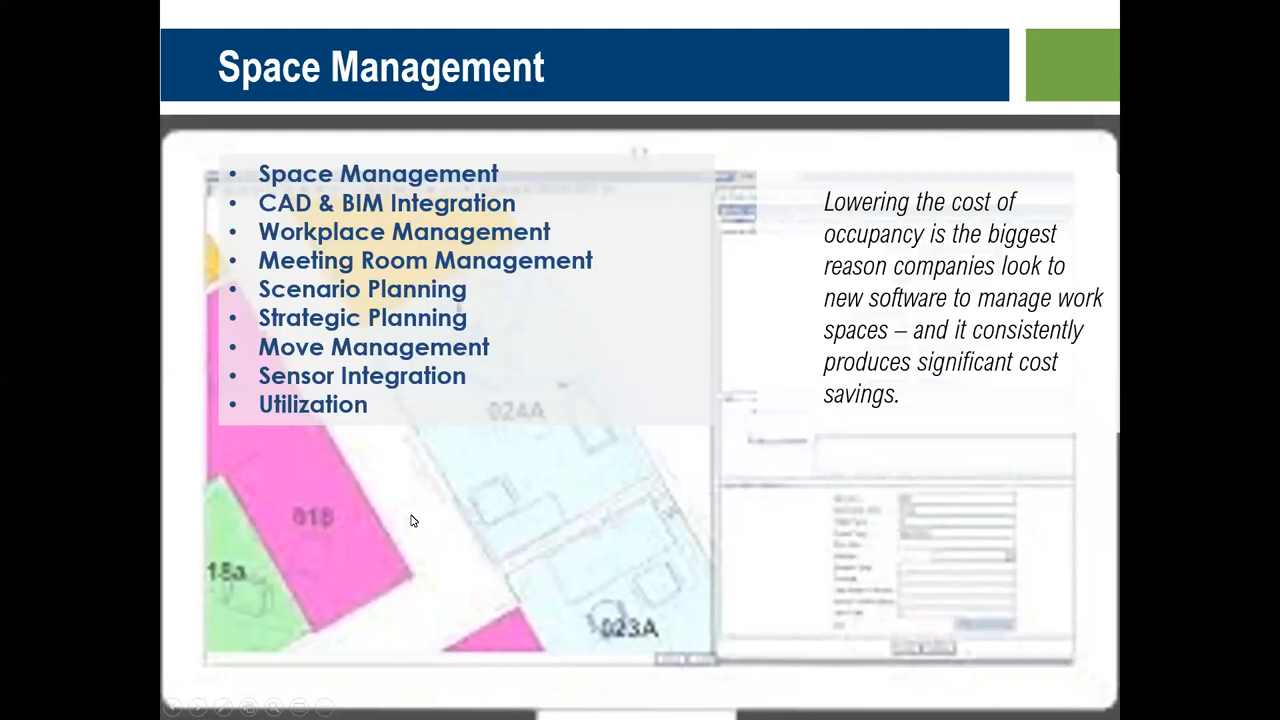 Space Management
• Space Management
• CAD & BIM Integration
• Workplace Management
• Meeting Room Management
• Scenario Planning
• Strategic Planning
• Move Management
• Sensor Integration
• Utilization
Lowering the cost of
occupancy is the biggest
reason companies look to
new software to manage work
spaces – and it consistently
produces significant cost
savings.
024A
018
18a
023A